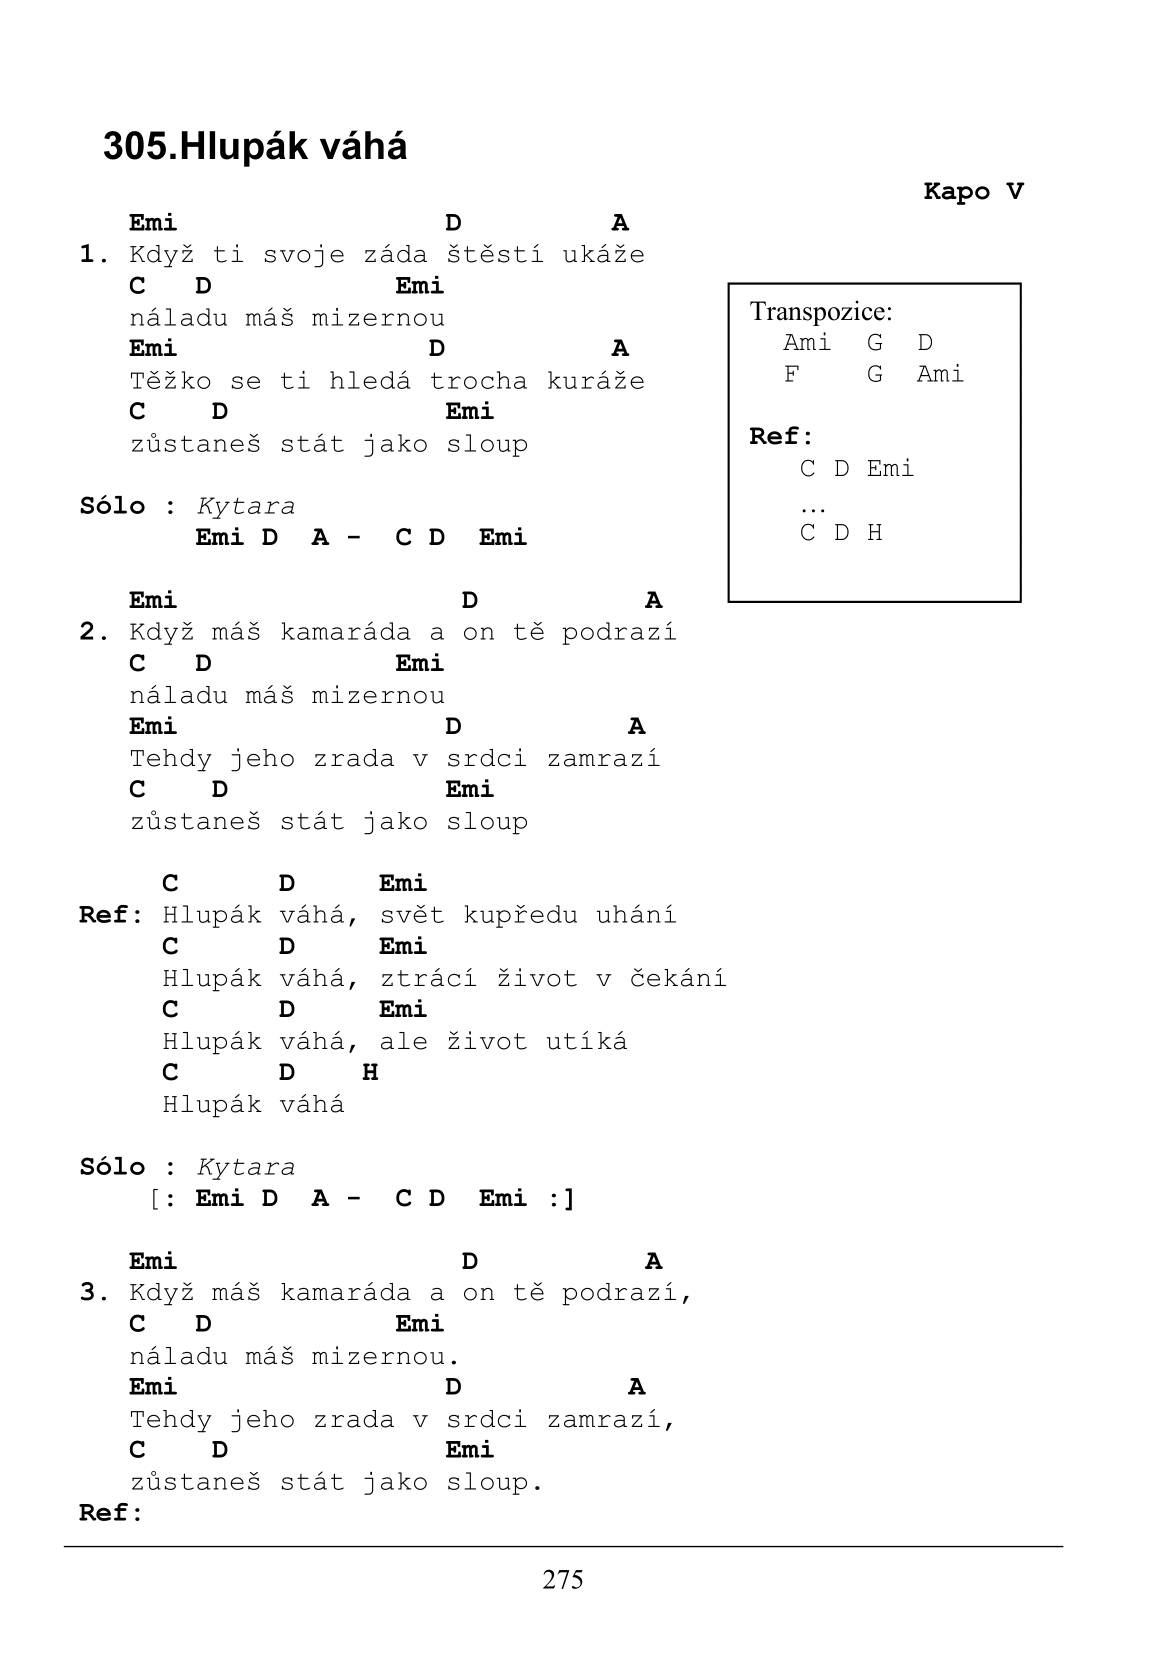 305.Hlupák váhá
Kapo V
Emi D A
1. Když ti svoje záda štěstí ukáže
C D Emi
náladu máš mizernou
Emi D A
Těžko se ti hledá trocha kuráže
C D Emi
zůstaneš stát jako sloup
Transpozice:
Ami G D
F G Ami
Ref:
C D Emi
...
C D H
Sólo : Kytara
Emi D A - C D Emi
Emi D A
2. Když máš kamaráda a on tě podrazí
C D Emi
náladu máš mizernou
Emi D A
Tehdy jeho zrada v srdci zamrazí
C D Emi
zůstaneš stát jako sloup
C D Emi
Ref: Hlupák váhá, svět kupředu uhání
C D Emi
Hlupák váhá, ztrácí život v čekání
C D Emi
Hlupák váhá, ale život utíká
C D H
Hlupák váhá
Sólo : Kytara
[: Emi D A - C D Emi :]
Emi D A
3. Když máš kamaráda a on tě podrazí,
C D Emi
náladu máš mizernou.
Emi D A
Tehdy jeho zrada v srdci zamrazí,
C D Emi
zůstaneš stát jako sloup.
Ref:
275